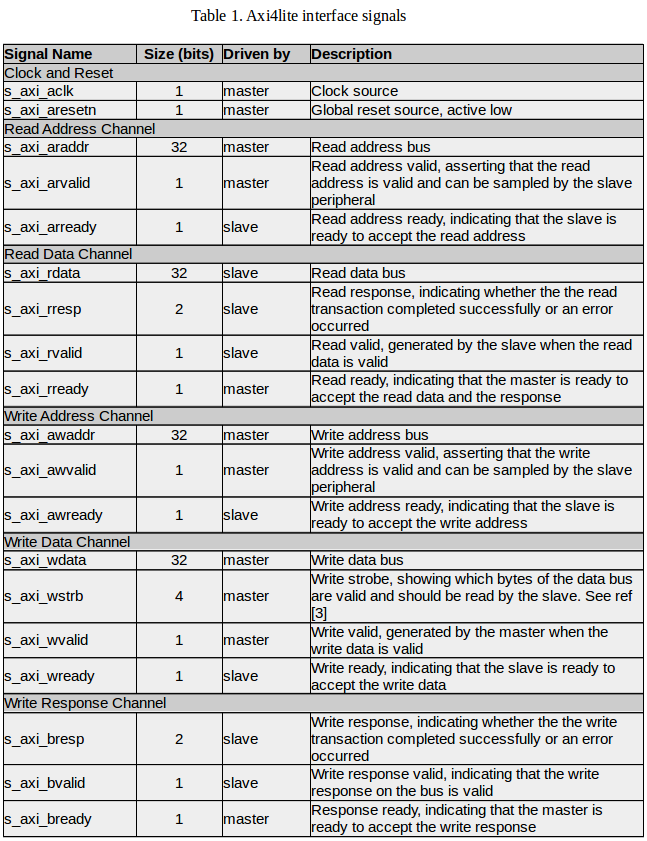 Table 1. Axi4lite interface signals
Signal Name Size (bits) Driven by Description
Clock and Reset
s_axi_aclk 1 master Clock source
s_axi_aresetn 1 master Global reset source, active low
Read Address Channel
s_axi_araddr 32 master Read address bus
s_axi_arvalid 1 master Read address valid, asserting that the read
address is valid and can be sampled by the slave
peripheral
s_axi_arready 1 slave Read address ready, indicating that the slave is
ready to accept the read address
Read Data Channel
s_axi_rdata 32 slave Read data bus
s_axi_rresp 2 slave Read response, indicating whether the the read
transaction completed successfully or an error
occurred
s_axi_rvalid 1 slave Read valid, generated by the slave when the read
data is valid
s_axi_rready 1 master Read ready, indicating that the master is ready to
accept the read data and the response
Write Address Channel
s_axi_awaddr 32 master Write address bus
s_axi_awvalid 1 master Write address valid, asserting that the write
address is valid and can be sampled by the slave
peripheral
s_axi_awready 1 slave Write address ready, indicating that the slave is
ready to accept the write address
Write Data Channel
s_axi_wdata 32 master Write data bus
s_axi_wstrb 4 master Write strobe, showing which bytes of the data bus
are valid and should be read by the slave. See ref
[3]
s_axi_wvalid 1 master Write valid, generated by the master when the
write data is valid
s_axi_wready 1 slave Write ready, indicating that the slave is ready to
accept the write data
Write Response Channel
s_axi_bresp 2 slave Write response, indicating whether the the write
transaction completed successfully or an error
occurred
s_axi_bvalid 1 slave Write response valid, indicating that the write
response on the bus is valid
s_axi_bready 1 master Response ready, indicating that the master is
ready to accept the write response